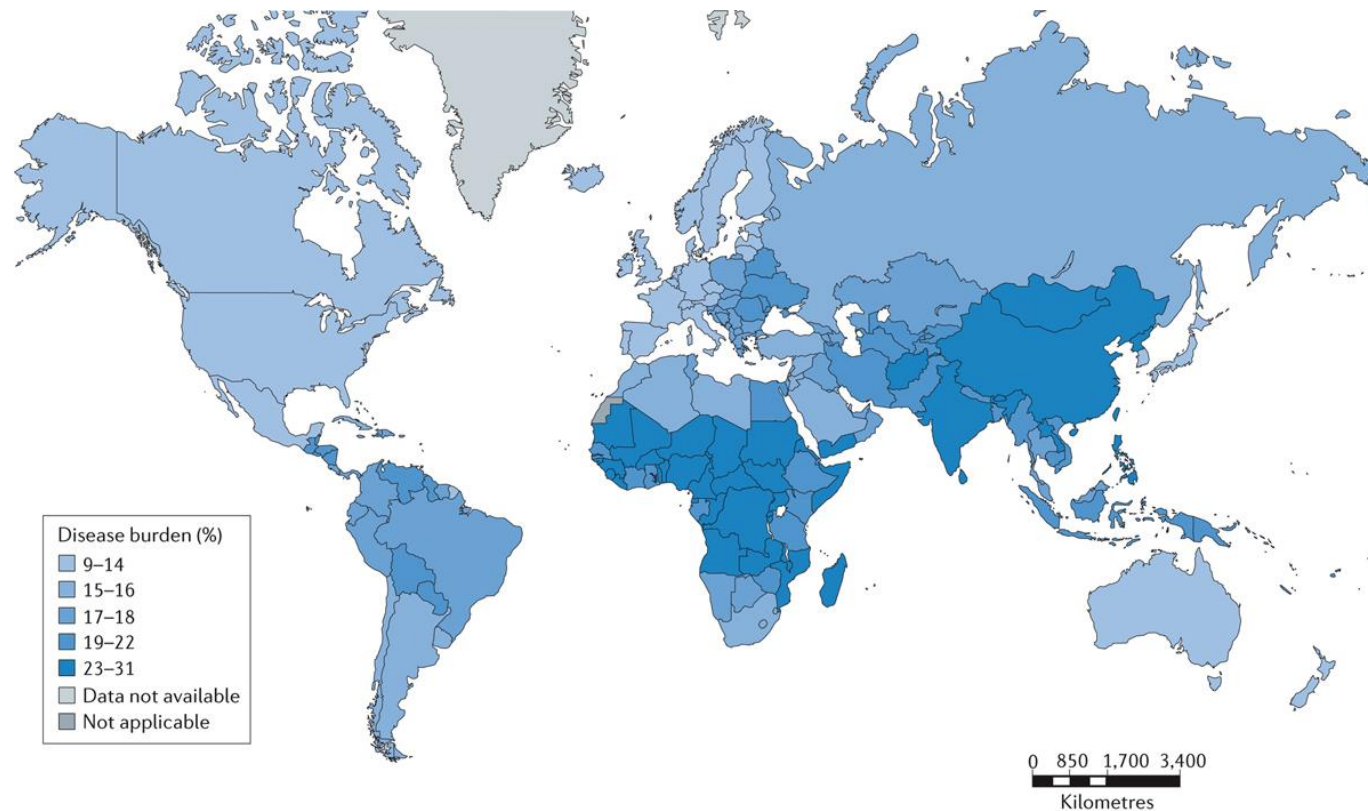 Disease burden (%)
9–14
15–16
17–18
19–22
23–31
Data not available
Not applicable
0 850 1,700 3,400
Kilometres